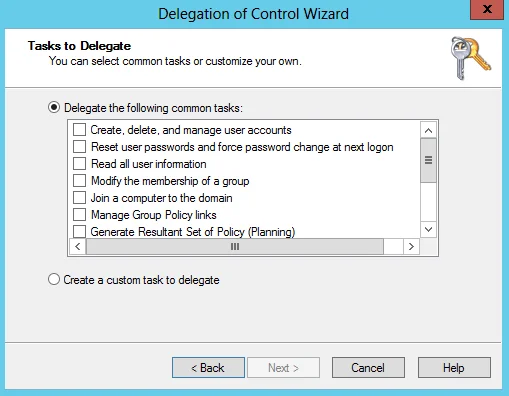 Delegation of Control Wizard
x
Tasks to Delegate
You can select common tasks or customize your own.
Delegate the following common tasks:
Create, delete, and manage user accounts
Reset user passwords and force password change at next logon
Read all user information
Modify the membership of a group
Join a computer to the domain
Manage Group Policy links
Generate Resultant Set of Policy (Planning)
Create a custom task to delegate
< Back
Next >
Cancel
Help